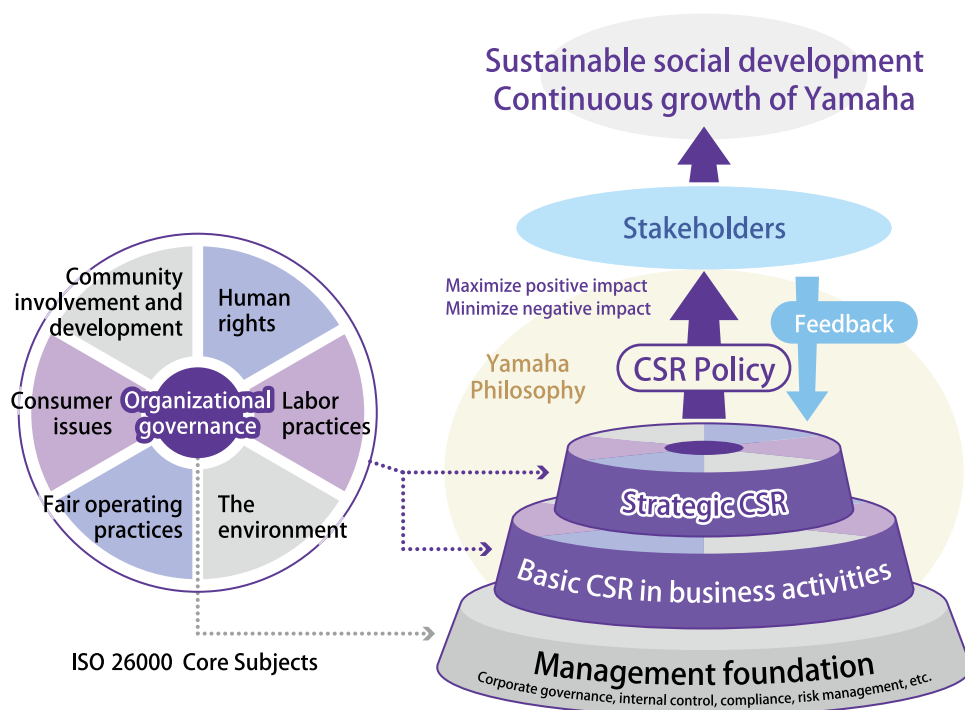 Sustainable social development
Continuous growth of Yamaha
Stakeholders
Maximize positive impact
Minimize negative impact
Feedback
CSR Policy
Yamaha
Philosophy
Strategic CSR
Basic CSR in business activities
Management foundation
Corporate governance, internal control, compliance, risk management, etc.
Community
involvement and
development
Human
rights
Consumer
issues
Organizational
governance
Labor
practices
Fair operating
practices
The
environment
ISO 26000 Core Subjects